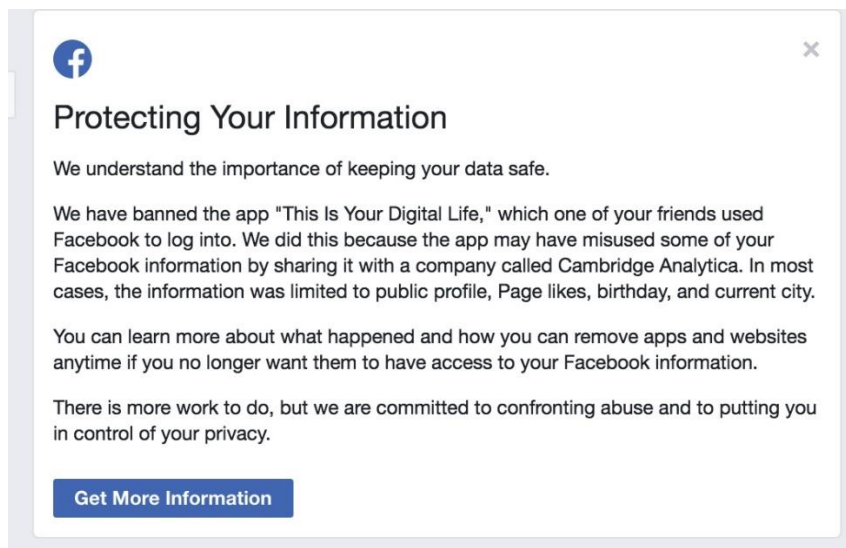 Protecting Your Information
We understand the importance of keeping your data safe.
We have banned the app "This Is Your Digital Life," which one of your friends used
Facebook to log into. We did this because the app may have misused some of your
Facebook information by sharing it with a company called Cambridge Analytica. In most
cases, the information was limited to public profile, Page likes, birthday, and current city.
You can learn more about what happened and how you can remove apps and websites
anytime if you no longer want them to have access to your Facebook information.
There is more work to do, but we are committed to confronting abuse and to putting you
in control of your privacy.
Get More Information